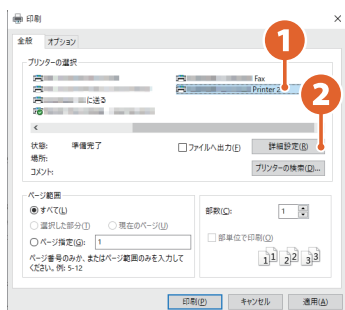 印刷
全般 オプション
プリンターの選択
Fax
Printer 2
に送る
1
2
状態: 準備完了
場所:
コメント:
ファイルへ出力(F)
詳細設定(R)
プリンターの検索(D)...
ページ範囲
すべて(L)
選択した部分(T) 現在のページ(U)
ページ指定(G): 1
ページ番号のみか、またはページ範囲のみを入力して
ください。例: 5-12
部数(C): 1
部単位で印刷(O)
1 1 2 2 3 3
印刷(P) キャンセル 適用(A)